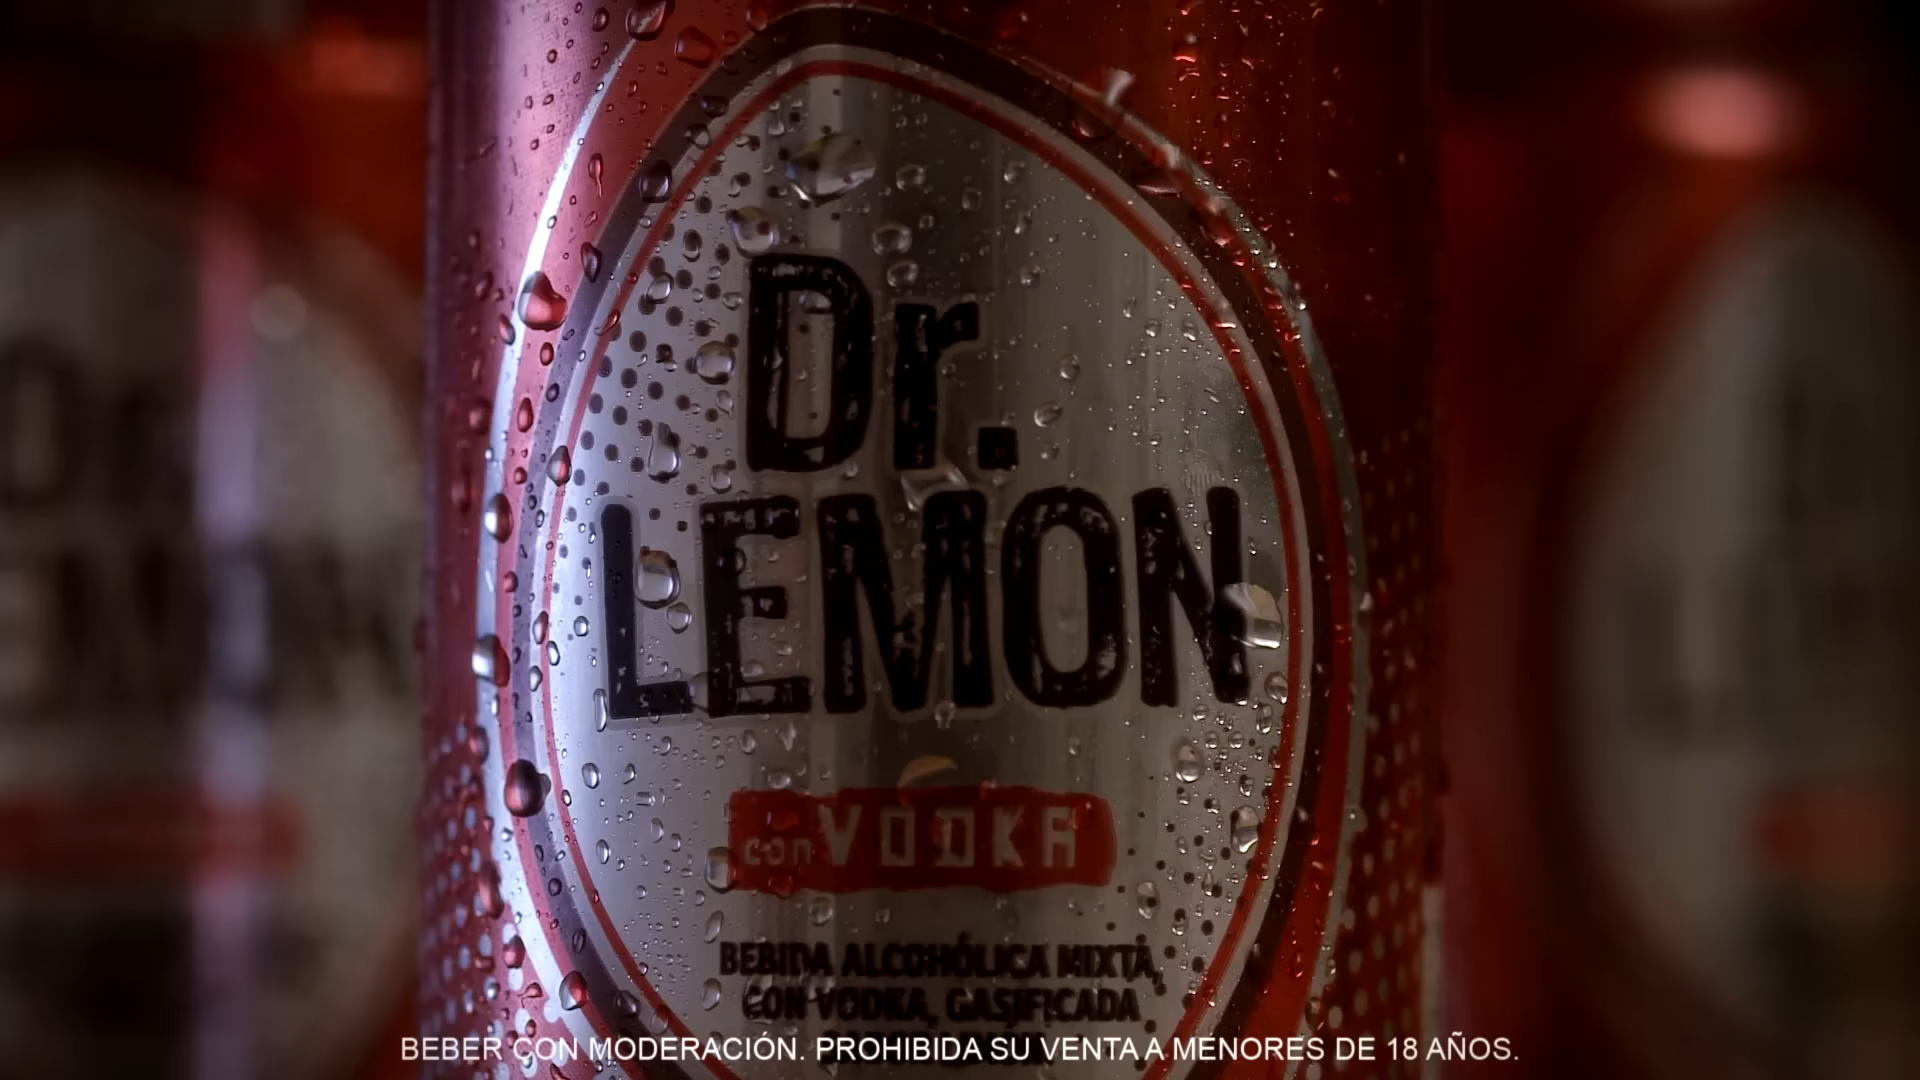 Dr.
LEMON
con VODKA
BEBIDA ALCOHÓLICA MIXTA,
CON VODKA, GASIFICADA
BEBER CON MODERACIÓN. PROHIBIDA SU VENTA A MENORES DE 18 AÑOS.